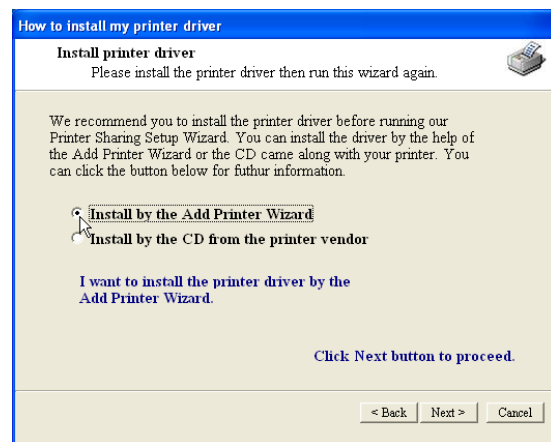 How to install my printer driver
Install printer driver
Please install the printer driver then run this wizard again.
We recommend you to install the printer driver before running our
Printer Sharing Setup Wizard. You can install the driver by the help of
the Add Printer Wizard or the CD came along with your printer. You
can click the button below for futhur information.
Install by the Add Printer Wizard
Install by the CD from the printer vendor
I want to install the printer driver by the
Add Printer Wizard.
Click Next button to proceed.
< Back Next > Cancel